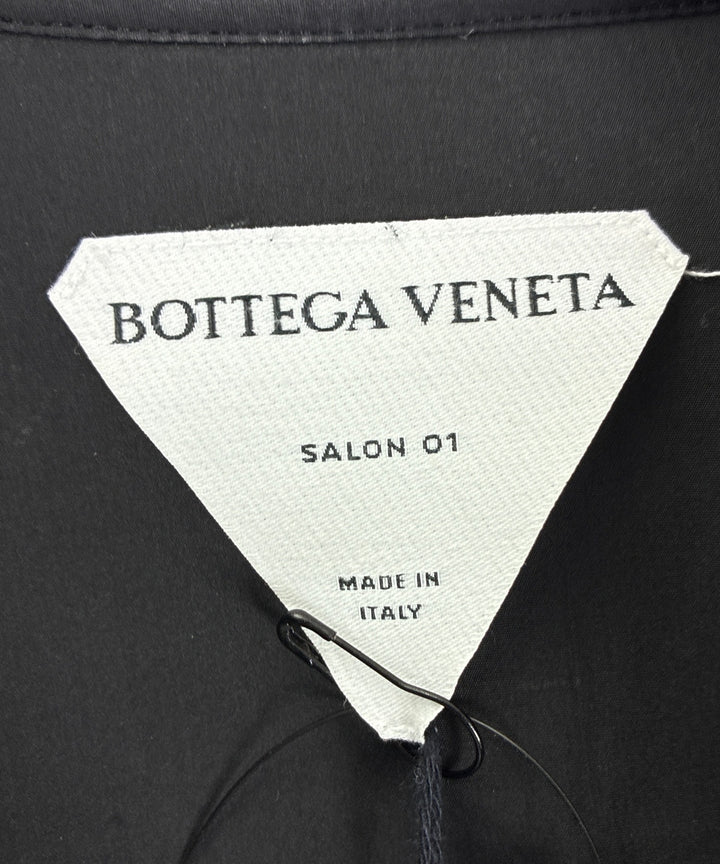 BOTTEGA VENETA
SALON 01
MADE IN
ITALY